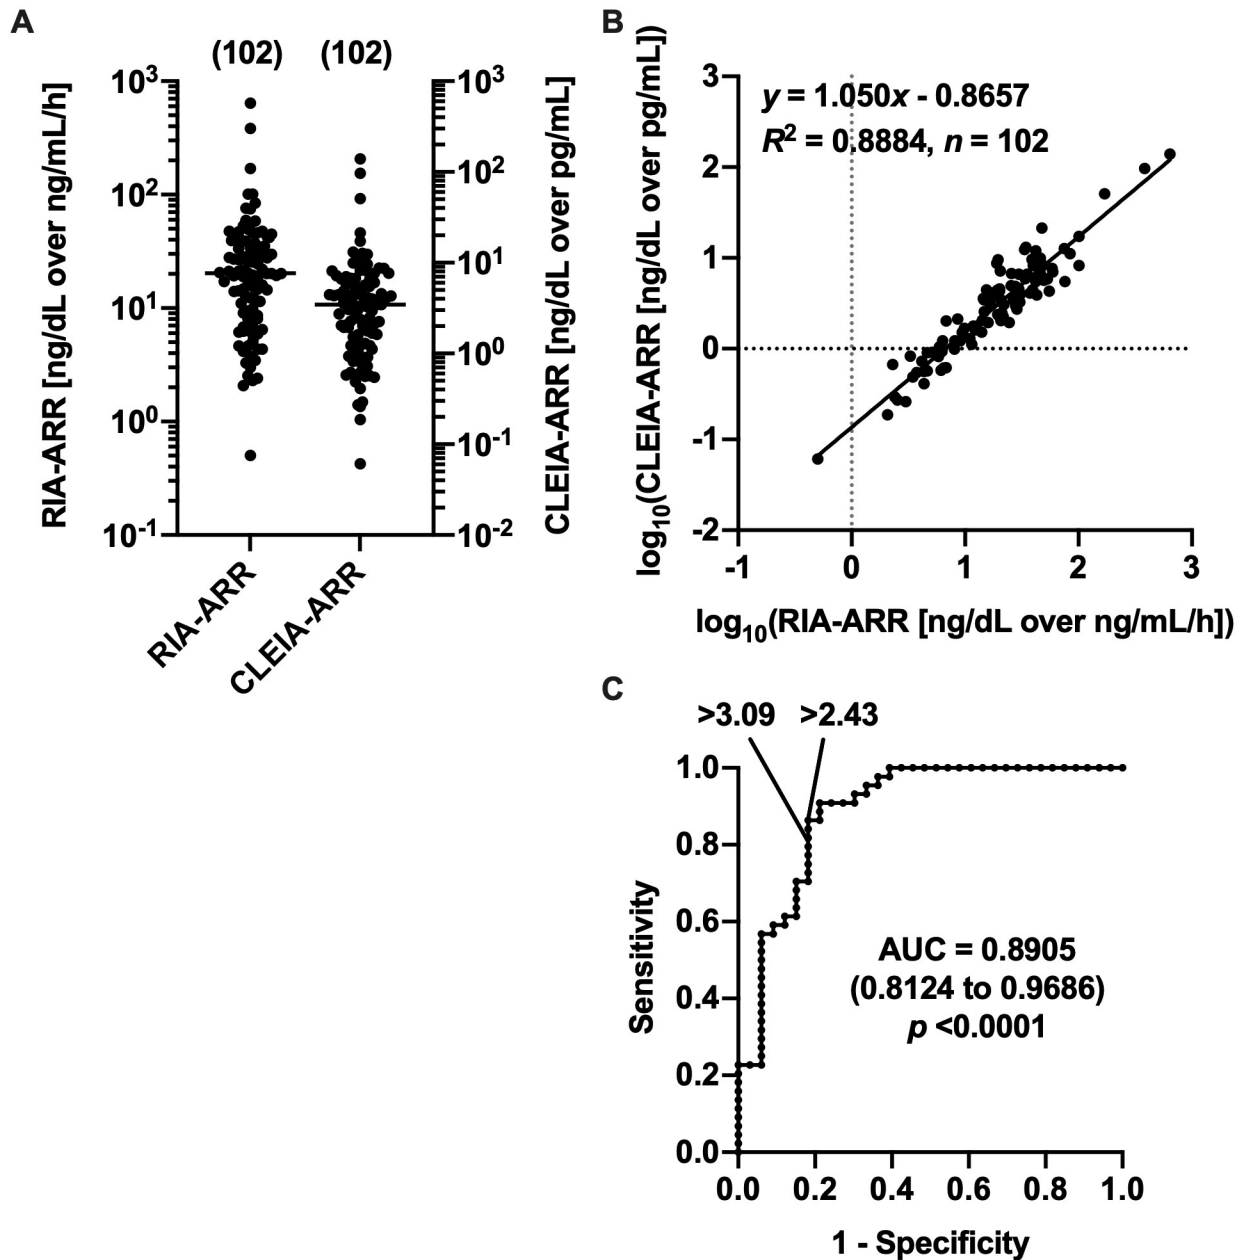 A
(102) (102)
RIA-ARR [ng/dL over ng/mL/h]
10³
10²
10¹
10⁰
10⁻¹
10³
10²
10¹
10⁰
10⁻¹
10⁻²
CLEIA-ARR [ng/dL over pg/mL]
RIA-ARR
CLEIA-ARR
B
log₁₀(CLEIA-ARR [ng/dL over pg/mL])
y = 1.050x - 0.8657
R² = 0.8884, n = 102
3
2
1
0
-1
-2
-1 0 1 2 3
log₁₀(RIA-ARR [ng/dL over ng/mL/h])
C
>3.09 >2.43
Sensitivity
1.0
0.8
0.6
0.4
0.2
0.0
AUC = 0.8905
(0.8124 to 0.9686)
p <0.0001
0.0 0.2 0.4 0.6 0.8 1.0
1 - Specificity